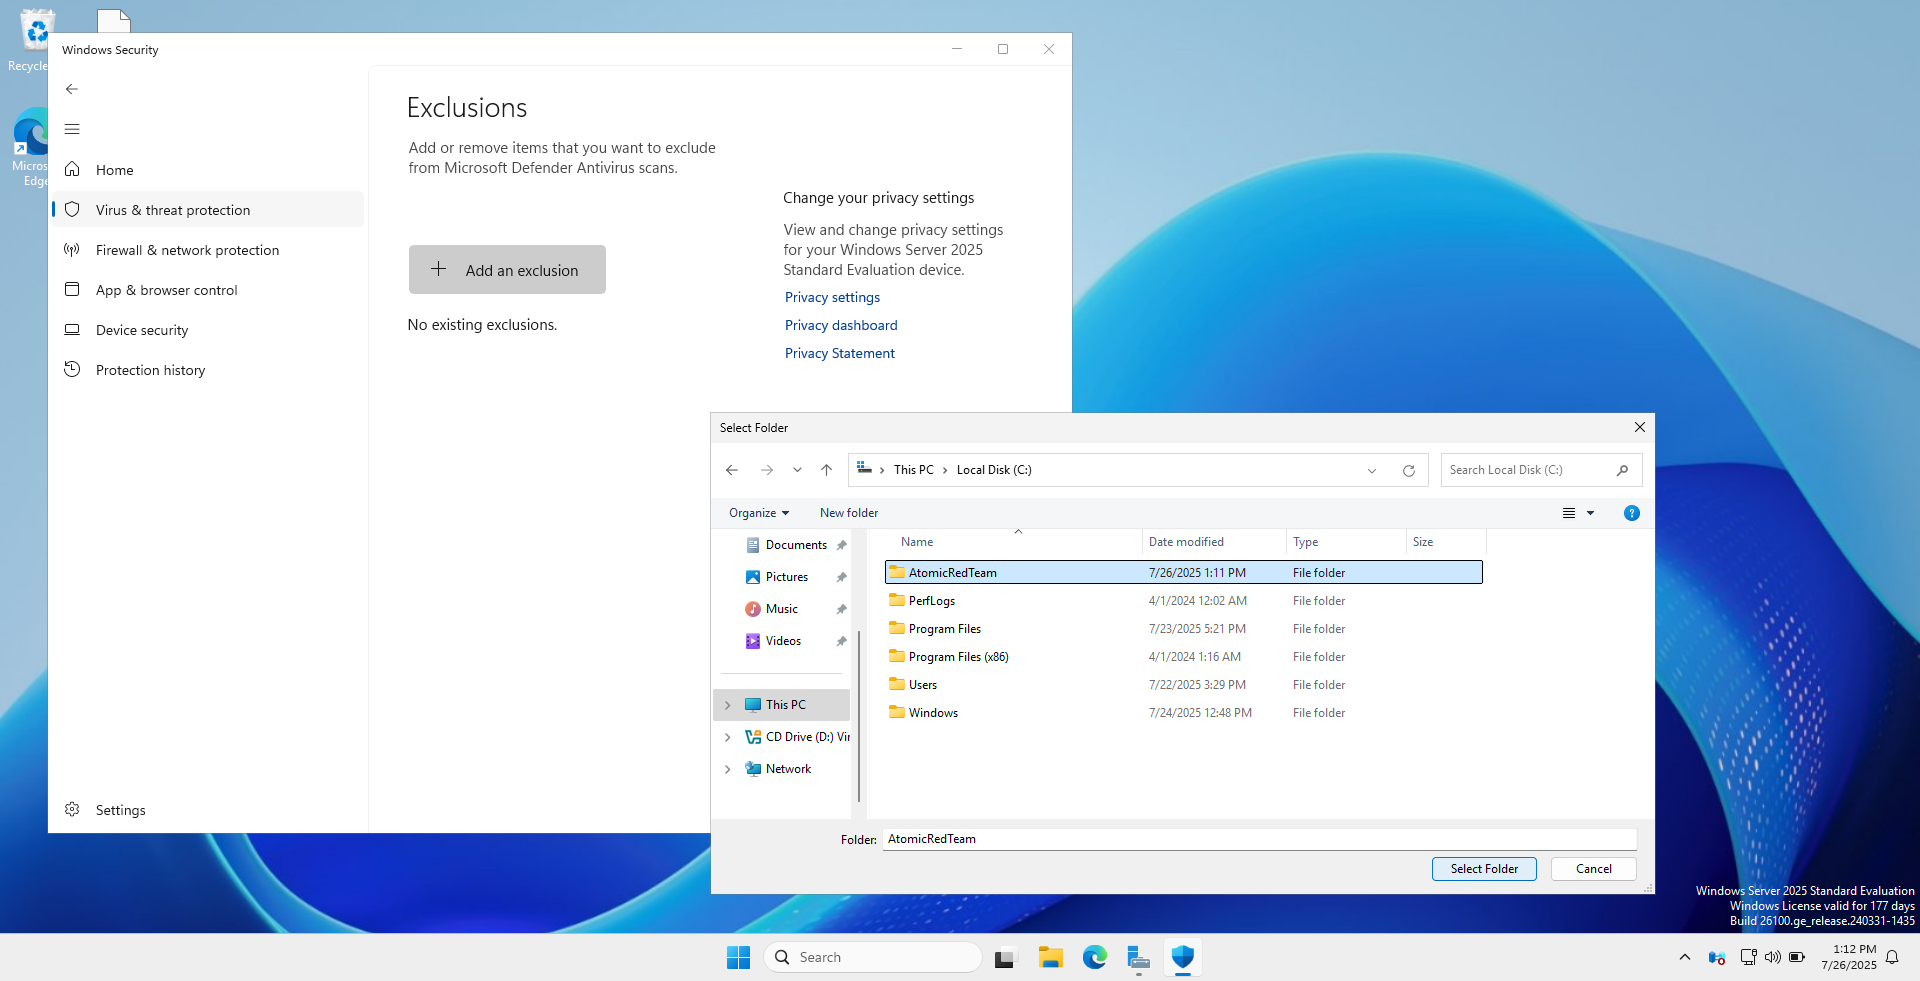 Recycle
Micros
Edge
Windows Security
Home
Virus & threat protection
Firewall & network protection
App & browser control
Device security
Protection history
Settings
Exclusions
Add or remove items that you want to exclude
from Microsoft Defender Antivirus scans.
Add an exclusion
No existing exclusions.
Change your privacy settings
View and change privacy settings
for your Windows Server 2025
Standard Evaluation device.
Privacy settings
Privacy dashboard
Privacy Statement
Select Folder
This PC > Local Disk (C:)
Search Local Disk (C:)
Organize
New folder
Documents
Pictures
Music
Videos
This PC
CD Drive (D:) Vir
Network
Name Date modified Type Size
AtomicRedTeam 7/26/2025 1:11 PM File folder
PerfLogs 4/1/2024 12:02 AM File folder
Program Files 7/23/2025 5:21 PM File folder
Program Files (x86) 4/1/2024 1:16 AM File folder
Users 7/22/2025 3:29 PM File folder
Windows 7/24/2025 12:48 PM File folder
Folder: AtomicRedTeam
Select Folder
Cancel
Windows Server 2025 Standard Evaluation
Windows License valid for 177 days
Build 26100.ge_release.240331-1435
Search
1:12 PM
7/26/2025